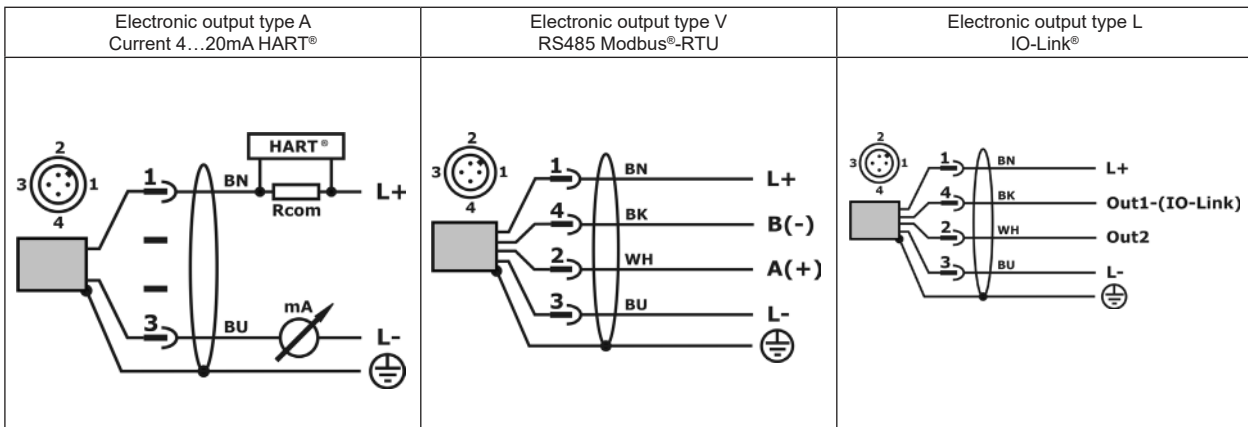 Electronic output type A
Current 4…20mA HART®
Electronic output type V
RS485 Modbus®-RTU
Electronic output type L
IO-Link®
HART®
2
3
1
4
1
BN
Rcom
L+
3
BU
mA
L-
2
3
1
4
1
BN
L+
4
BK
B(-)
2
WH
A(+)
3
BU
L-
2
3
1
4
1
BN
L+
4
BK
Out1-(IO-Link)
2
WH
Out2
3
BU
L-